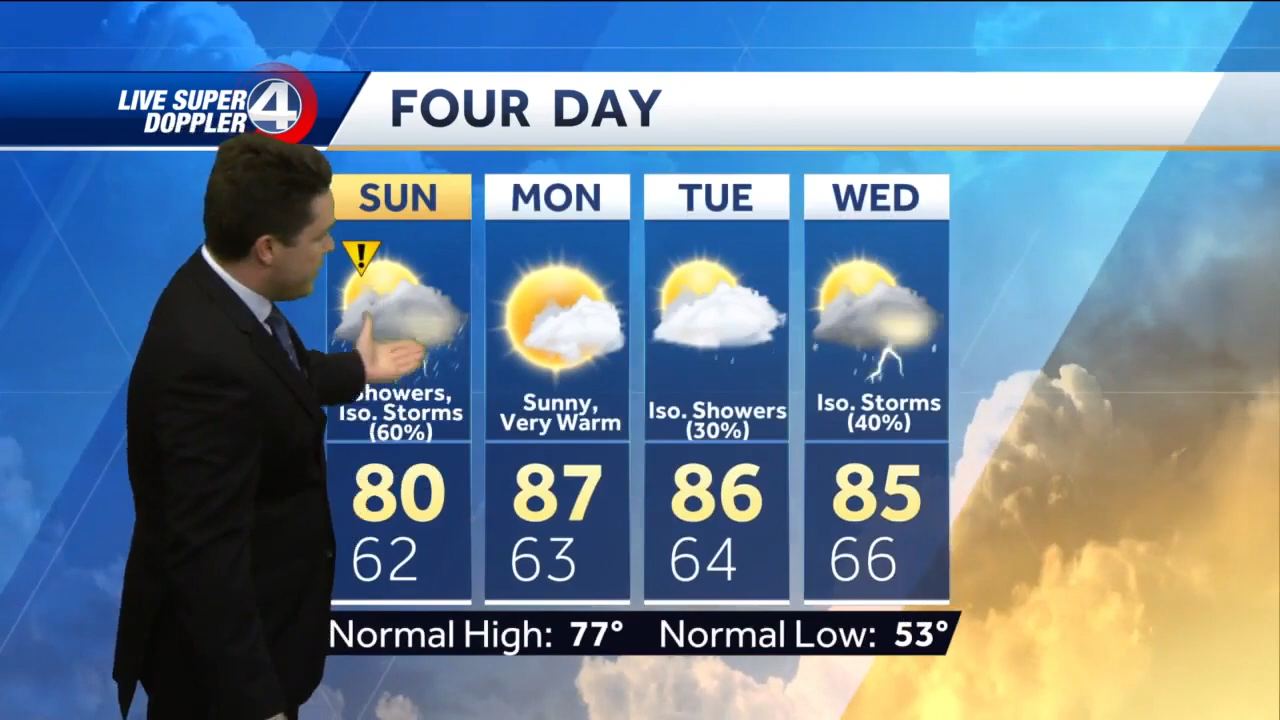 LIVE SUPER
DOPPLER
4
FOUR DAY
SUN
MON
TUE
WED
!
Showers,
Iso. Storms
(60%)
Sunny,
Very Warm
Iso. Showers
(30%)
Iso. Storms
(40%)
80
87
86
85
62
63
64
66
Normal High: 77° Normal Low: 53°